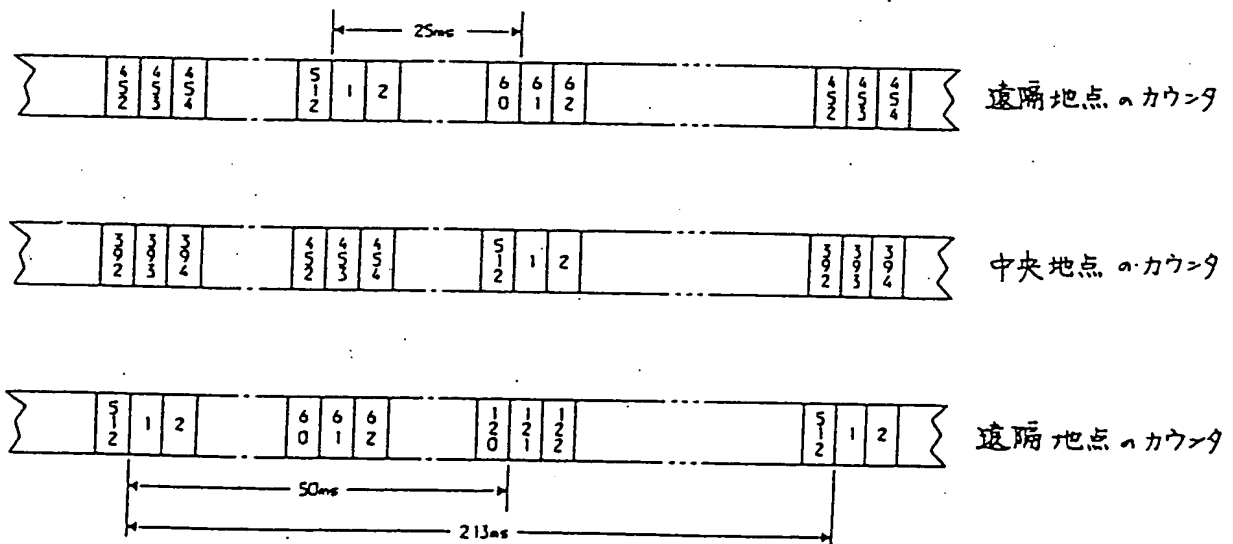 25ms
452 453 454 512 1 2 60 61 62 452 453 454 遠隔地点のカウンタ
392 393 394 452 453 454 512 1 2 392 393 394 中央地点のカウンタ
512 1 2 60 61 62 120 121 122 512 1 2 遠隔地点のカウンタ
50ms
213ms